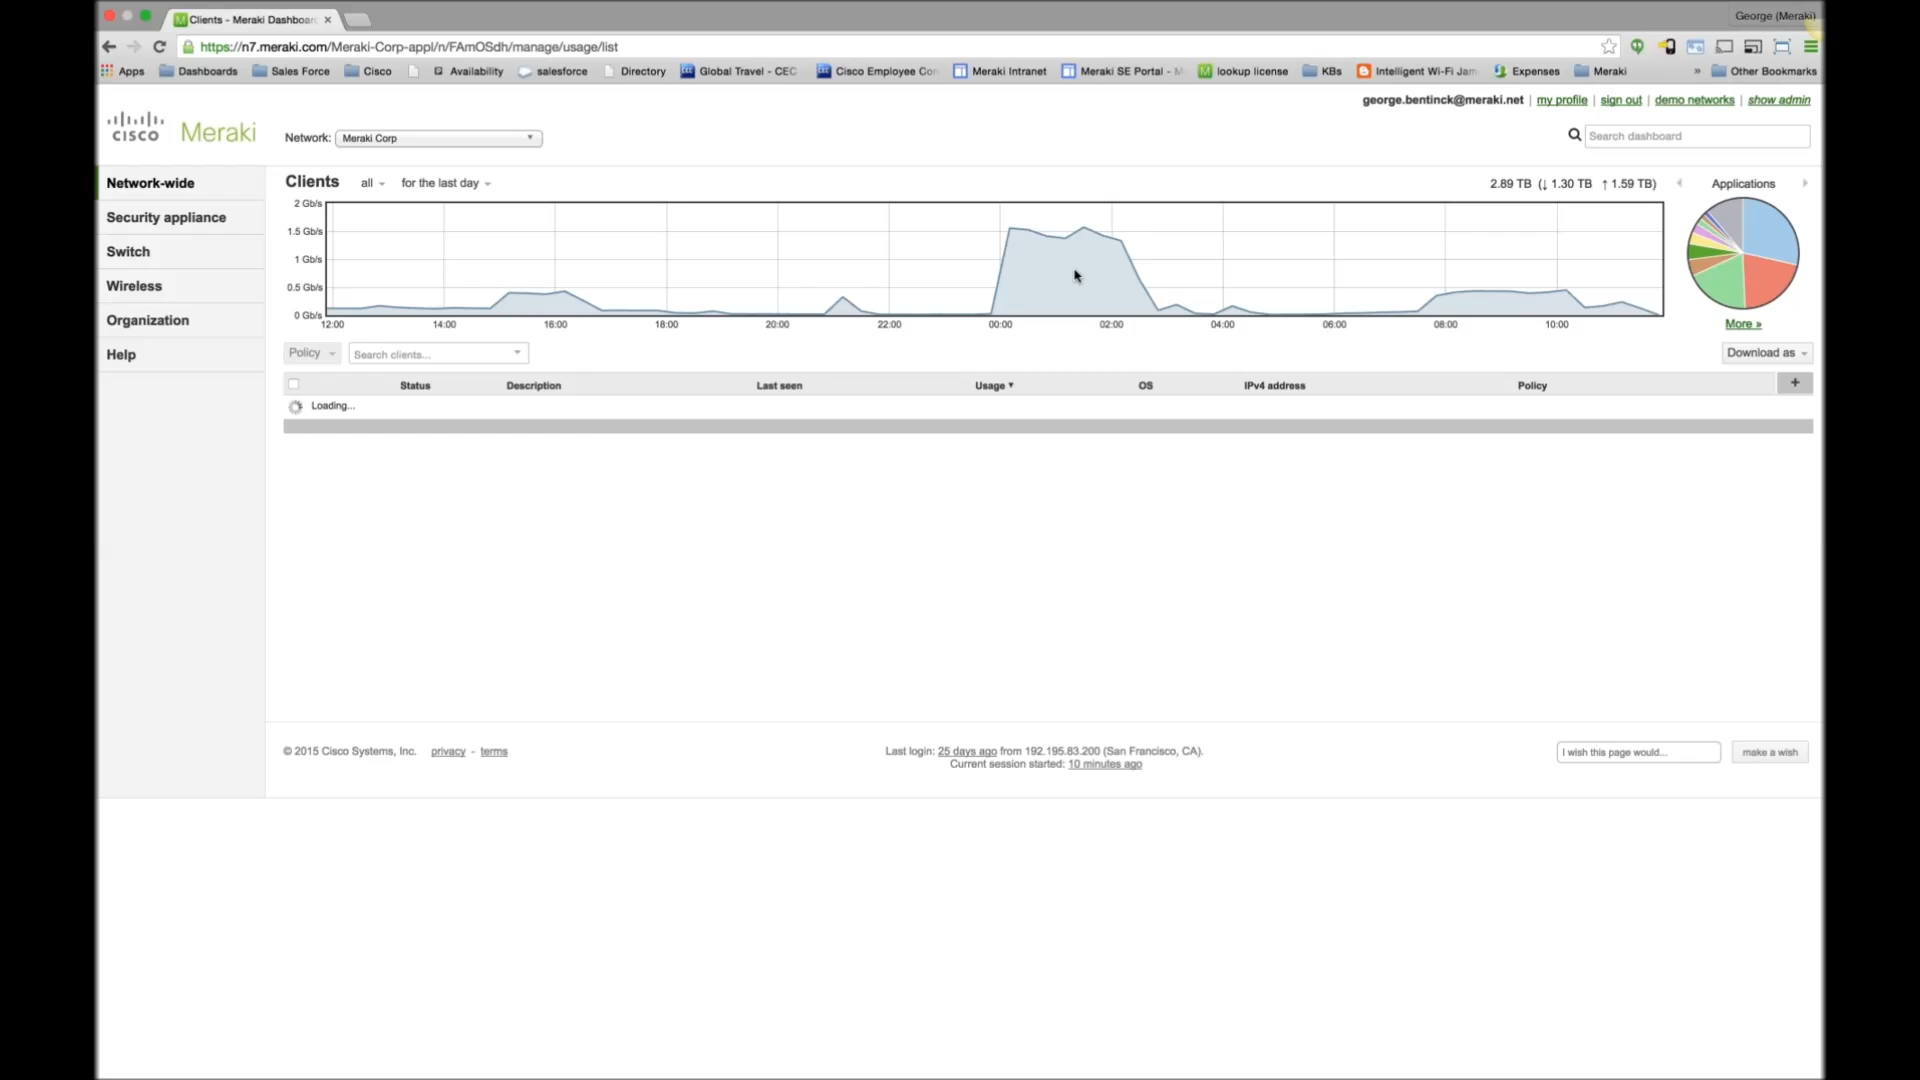 Clients - Meraki Dashboar
George (Meraki)
https://n7.meraki.com/Meraki-Corp-appl/n/FAmOSdh/manage/usage/list
Apps Dashboards Sales Force Cisco Availability salesforce Directory Global Travel - CEC Cisco Employee Con Meraki Intranet Meraki SE Portal - M lookup license KBs Intelligent Wi-Fi Jam Expenses Meraki » Other Bookmarks
george.bentinck@meraki.net | my profile | sign out | demo networks | show admin
CISCO Meraki
Network: Meraki Corp
Search dashboard
Network-wide
Security appliance
Switch
Wireless
Organization
Help
Clients all for the last day
2.89 TB (↓ 1.30 TB ↑ 1.59 TB)
Applications
2 Gb/s
1.5 Gb/s
1 Gb/s
0.5 Gb/s
0 Gb/s
12:00 14:00 16:00 18:00 20:00 22:00 00:00 02:00 04:00 06:00 08:00 10:00
More »
Policy Search clients...
Download as
Status Description Last seen Usage ▼ OS IPv4 address Policy +
Loading...
© 2015 Cisco Systems, Inc. privacy - terms
Last login: 25 days ago from 192.195.83.200 (San Francisco, CA).
Current session started: 10 minutes ago
I wish this page would...
make a wish